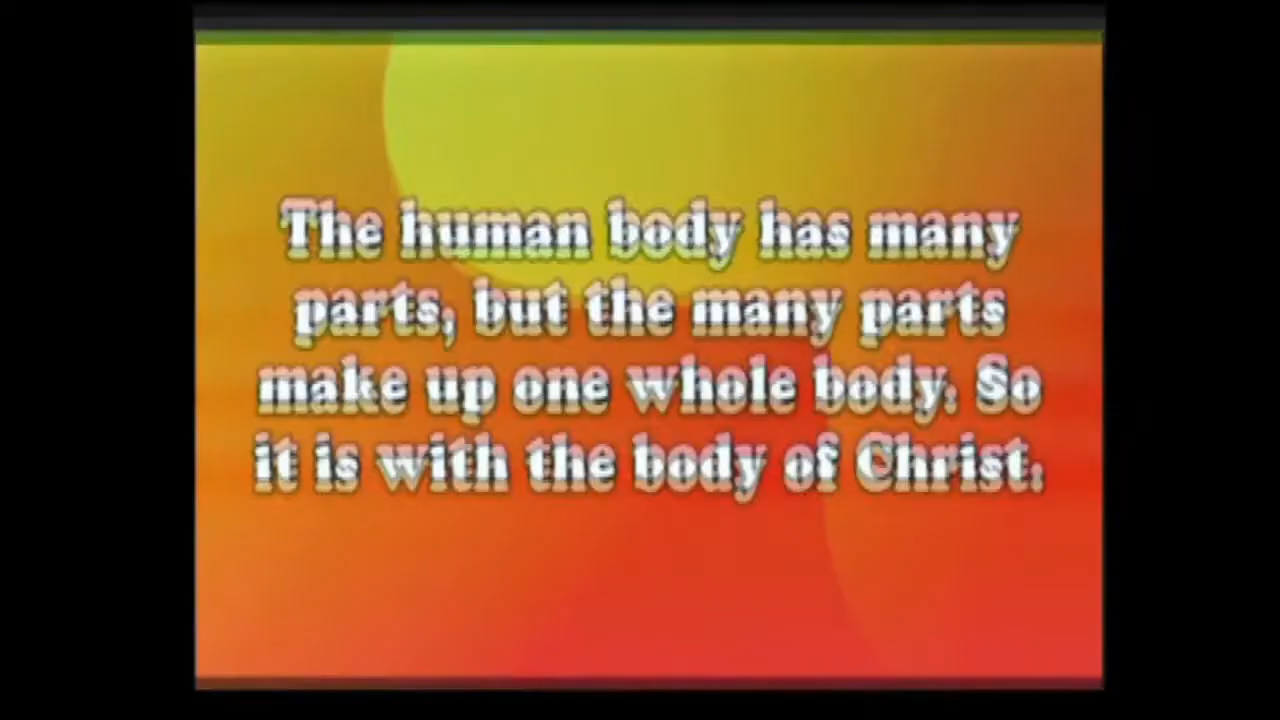 The human body has many
parts, but the many parts
make up one whole body. So
it is with the body of Christ.